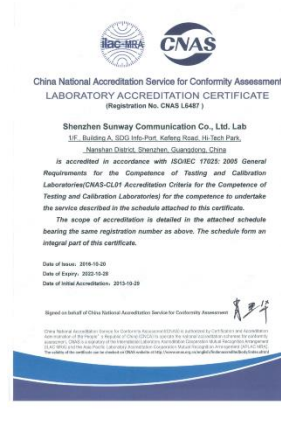 ilac-MRA
CNAS
China National Accreditation Service for Conformity Assessment
LABORATORY ACCREDITATION CERTIFICATE
(Registration No. CNAS L6487 )
Shenzhen Sunway Communication Co., Ltd. Lab
1/F., Building A, SDG Info-Port, Kefeng Road, Hi-Tech Park,
Nanshan District, Shenzhen, Guangdong, China
is accredited in accordance with ISO/IEC 17025: 2005 General
Requirements for the Competence of Testing and Calibration
Laboratories(CNAS-CL01 Accreditation Criteria for the Competence of
Testing and Calibration Laboratories) for the competence to undertake
the service described in the schedule attached to this certificate.
The scope of accreditation is detailed in the attached schedule
bearing the same registration number as above. The schedule form an
integral part of this certificate.
Date of Issue: 2016-10-20
Date of Expiry: 2022-10-28
Date of Initial Accreditation: 2013-10-29
Signed on behalf of China National Accreditation Service for Conformity Assessment